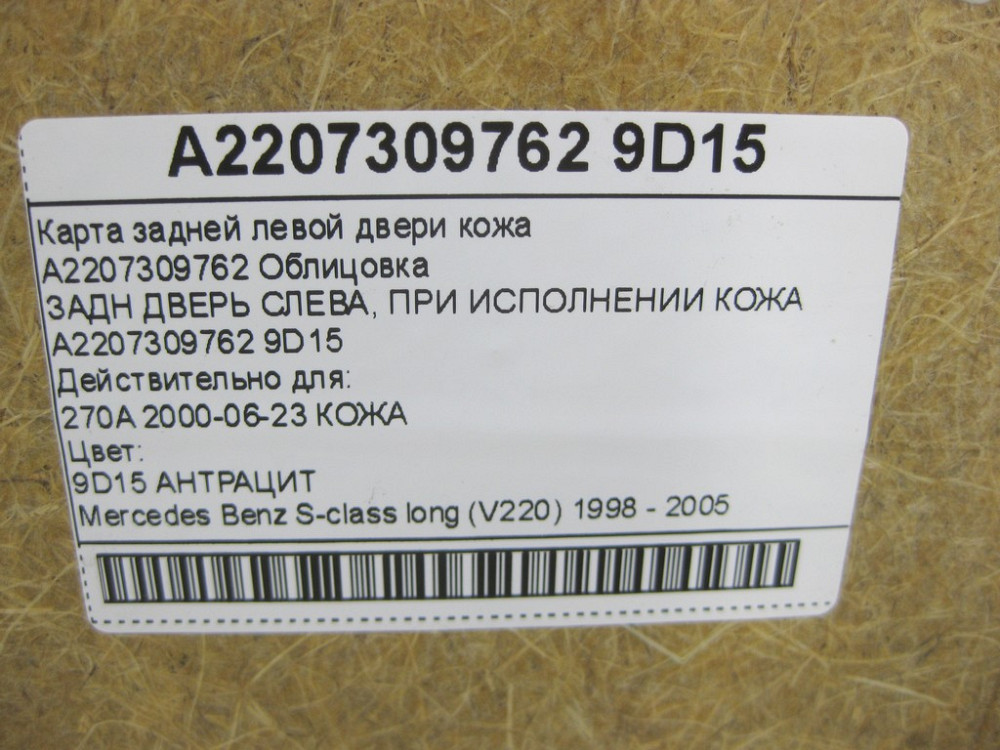 A2207309762 9D15
Карта задней левой двери кожа
A2207309762 Облицовка
ЗАДН ДВЕРЬ СЛЕВА, ПРИ ИСПОЛНЕНИИ КОЖА
A2207309762 9D15
Действительно для:
270A 2000-06-23 КОЖА
Цвет:
9D15 АНТРАЦИТ
Mercedes Benz S-class long (V220) 1998 - 2005